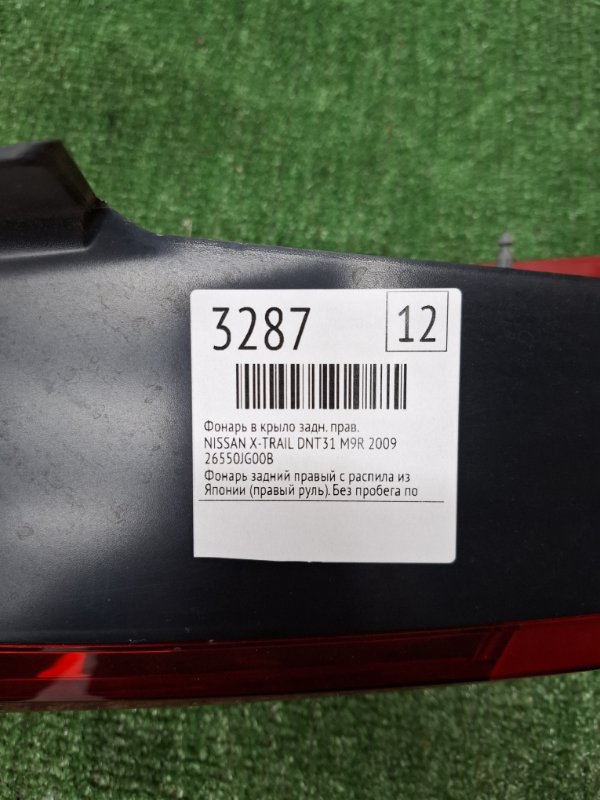 3287
12
Фонарь в крыло задн. прав.
NISSAN X-TRAIL DNT31 M9R 2009
26550JG00B
Фонарь задний правый с распила из
Японии (правый руль).Без пробега по